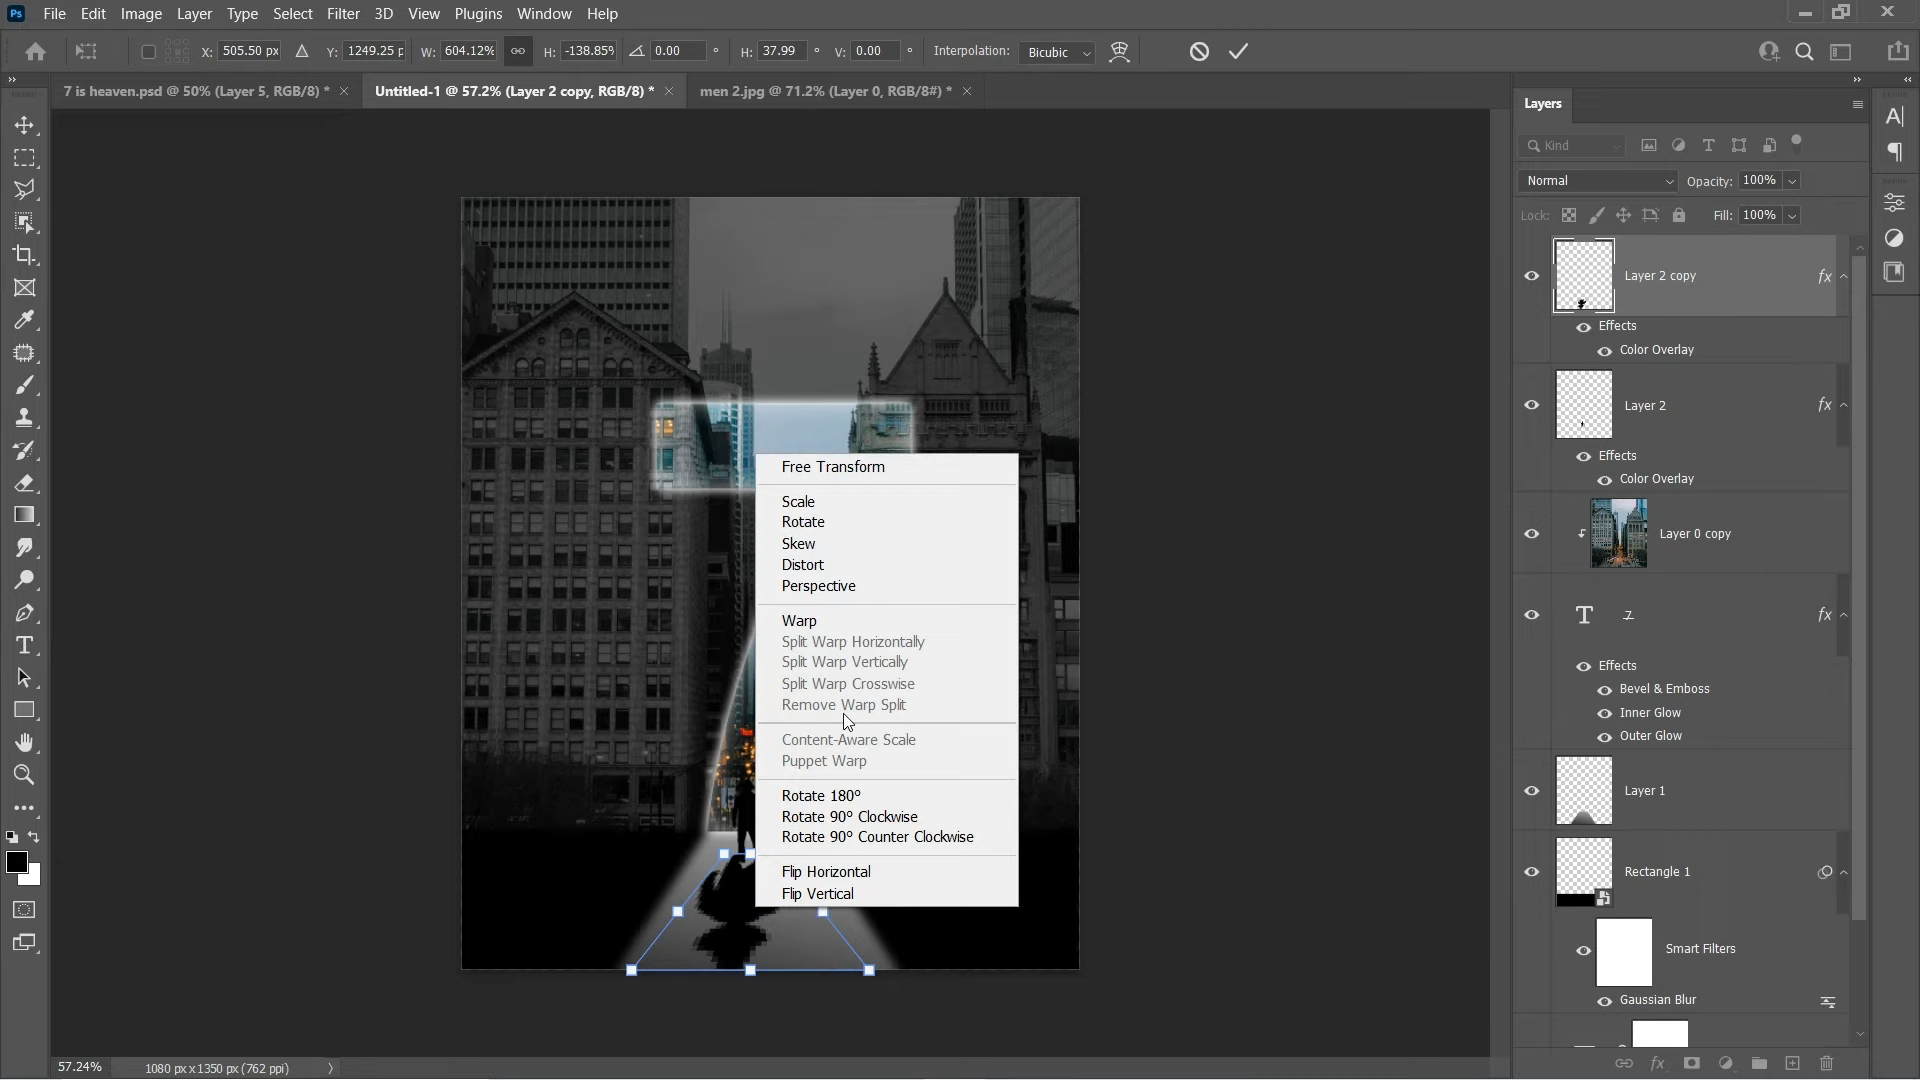 Ps File Edit Image Layer Type Select Filter 3D View Plugins Window Help
X: 505.50 px Y: 1249.25 p W: 604.12% H: -138.85% 0.00 ° H: 37.99 ° V: 0.00 ° Interpolation: Bicubic
7 is heaven.psd @ 50% (Layer 5, RGB/8) * Untitled-1 @ 57.2% (Layer 2 copy, RGB/8) * men 2.jpg @ 71.2% (Layer 0, RGB/8#) *
Layers
Kind
Normal Opacity: 100%
Lock: Fill: 100%
Layer 2 copy fx
Effects
Color Overlay
Layer 2 fx
Effects
Color Overlay
Layer 0 copy
T 7 fx
Effects
Bevel & Emboss
Inner Glow
Outer Glow
Layer 1
Rectangle 1
Smart Filters
Gaussian Blur
Free Transform
Scale
Rotate
Skew
Distort
Perspective
Warp
Split Warp Horizontally
Split Warp Vertically
Split Warp Crosswise
Remove Warp Split
Content-Aware Scale
Puppet Warp
Rotate 180°
Rotate 90° Clockwise
Rotate 90° Counter Clockwise
Flip Horizontal
Flip Vertical
57.24% 1080 px x 1350 px (762 ppi)
fx